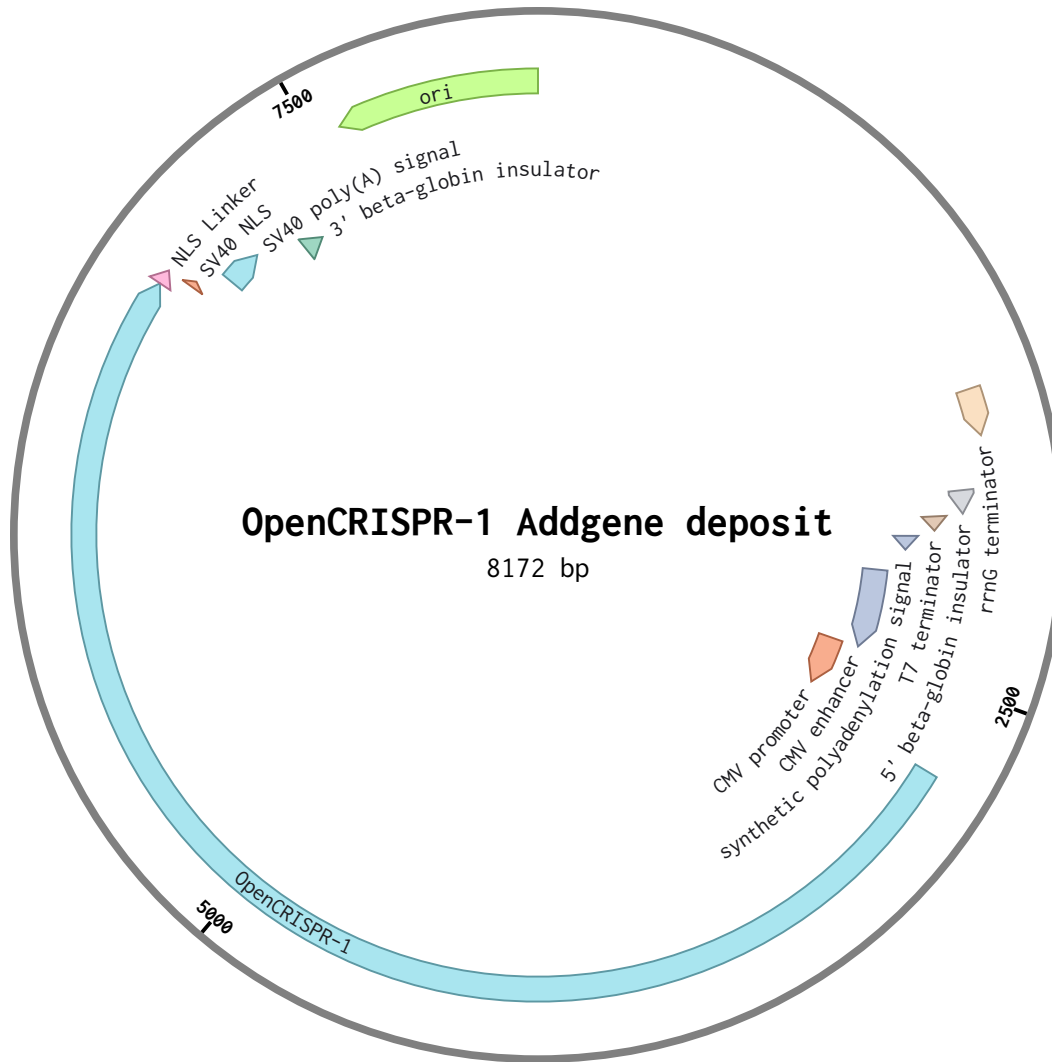 7500
ori
SV40 poly(A) signal
3' beta-globin insulator
NLS Linker
SV40 NLS
rrnG terminator
OpenCRISPR-1 Addgene deposit
8172 bp
T7 terminator
5' beta-globin insulator
synthetic polyadenylation signal
CMV enhancer
CMV promoter
2500
OpenCRISPR-1
5000